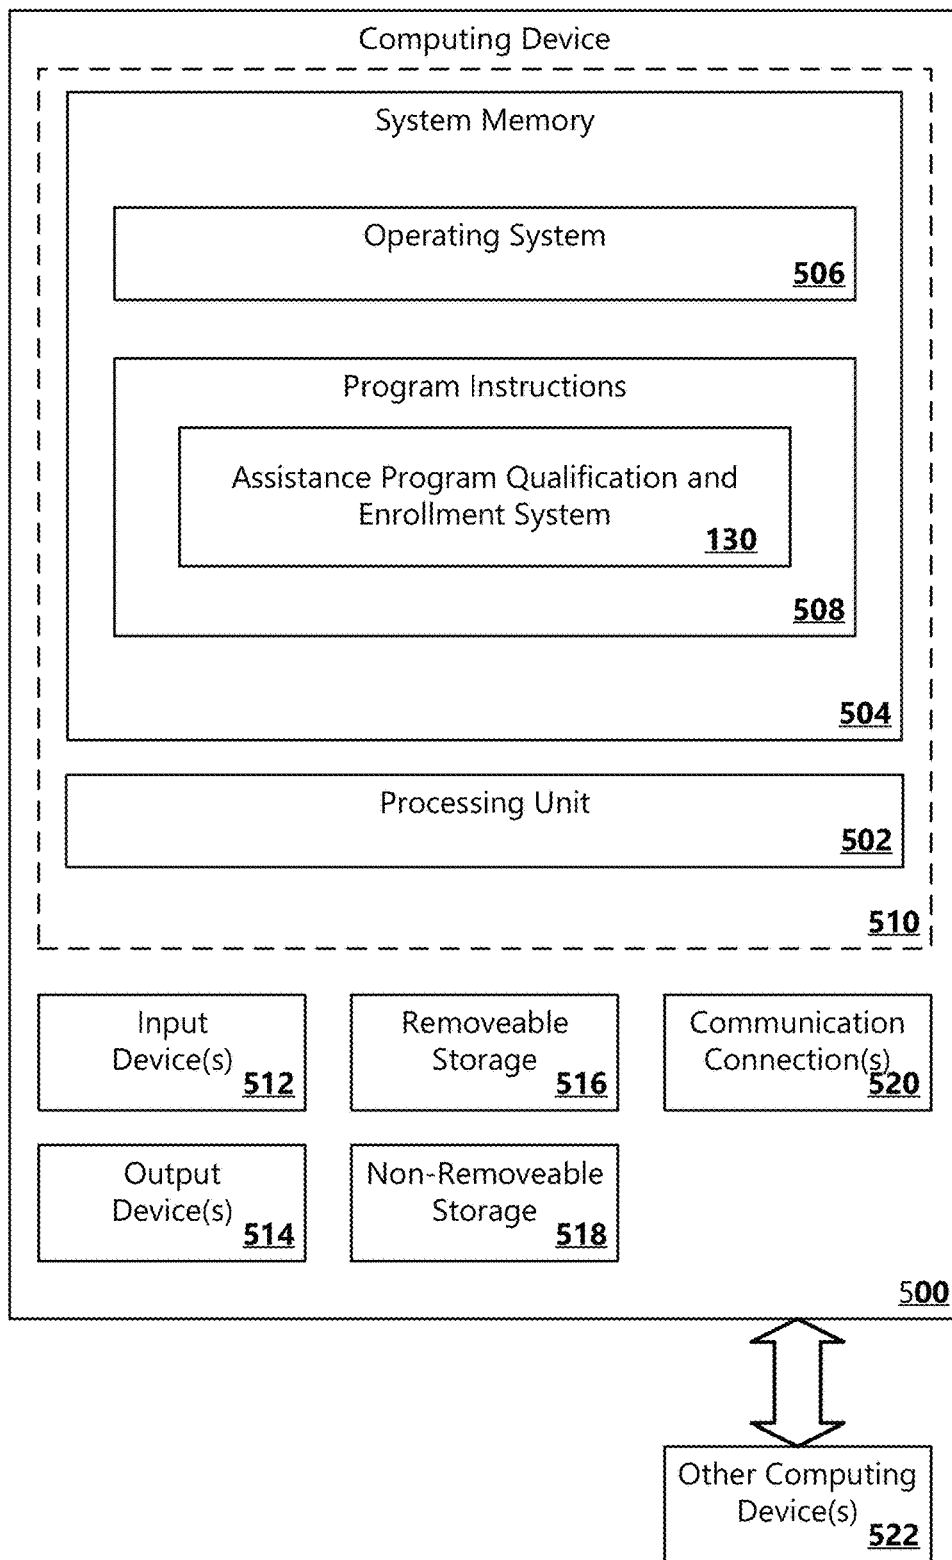 Computing Device
System Memory
Operating System
506
Program Instructions
Assistance Program Qualification and
Enrollment System
130
508
504
Processing Unit
502
510
Input
Device(s)
512
Removeable
Storage
516
Communication
Connection(s)
520
Output
Device(s)
514
Non-Removeable
Storage
518
500
Other Computing
Device(s)
522